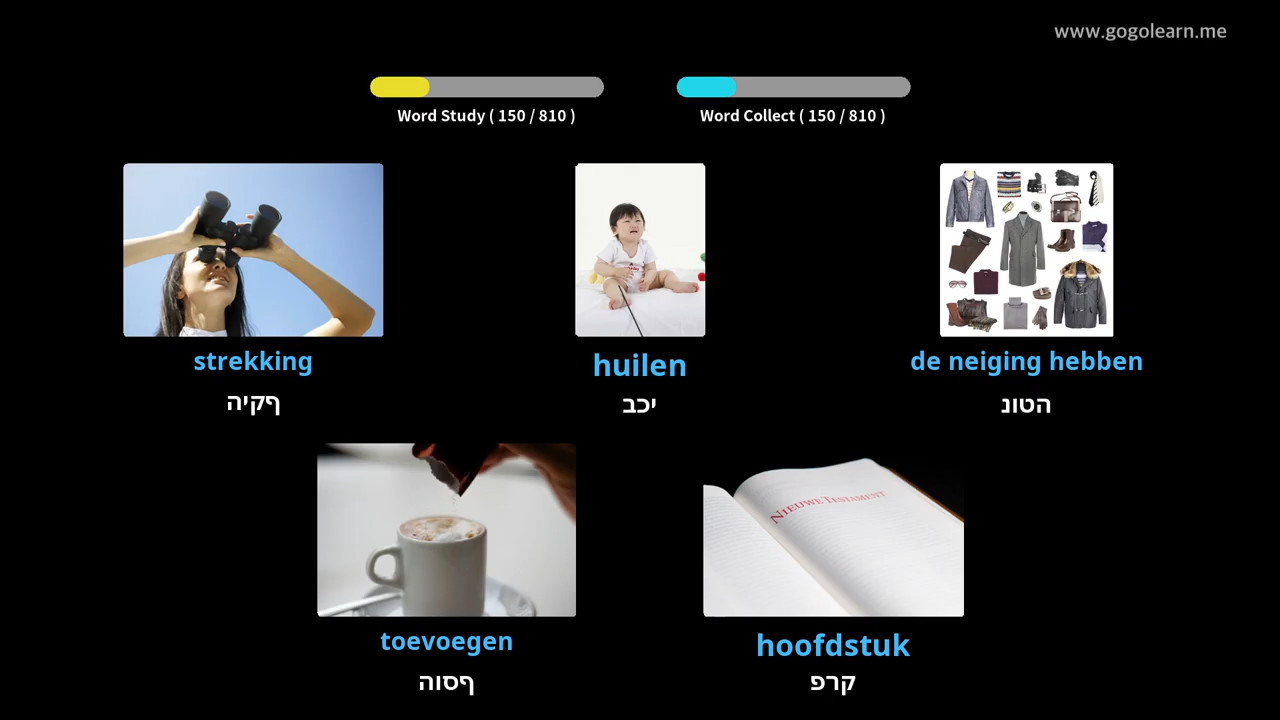 www.gogolearn.me
Word Study ( 150 / 810 )
Word Collect ( 150 / 810 )
strekking
ףקיה
huilen
יכב
de neiging hebben
הטונ
NIEUWE TESTAMENT
toevoegen
ףסוה
hoofdstuk
קרפ